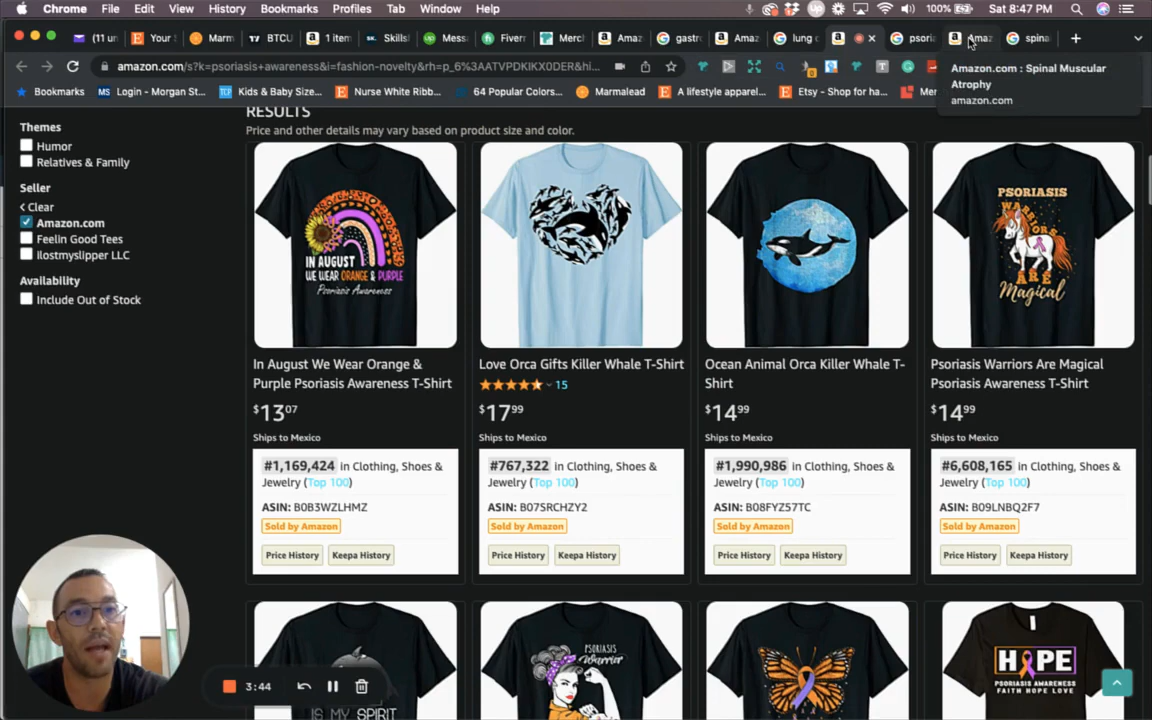 Chrome File Edit View History Bookmarks Profiles Tab Window Help
100% Sat 8:47 PM
(11 un Your Marm BTCU 1 item Skills Mess Fiverr Merc Amaz gastr Amaz lung c psoria Amaz spina
amazon.com/s?k=psoriasis+awareness&i=fashion-novelty&rh=p_6%3AATVPDKIKX0DER&hi...
Amazon.com : Spinal Muscular
Atrophy
amazon.com
Bookmarks Login - Morgan St... Kids & Baby Size... Nurse White Ribb... 64 Popular Colors... Marmalead A lifestyle apparel... Etsy - Shop for ha... Mer
RESULTS
Price and other details may vary based on product size and color.
Themes
Humor
Relatives & Family
Seller
Clear
Amazon.com
Feelin Good Tees
Ilostmyslipper LLC
Availability
Include Out of Stock
IN AUGUST
WE WEAR ORANGE & PURPLE
Psoriasis Awareness
PSORIASIS
WARRIORS
ARE
Magical
In August We Wear Orange &
Purple Psoriasis Awareness T-Shirt
$13.07
Ships to Mexico
#1,169,424 in Clothing, Shoes &
Jewelry (Top 100)
ASIN: B0B3WZLHMZ
Sold by Amazon
Price History Keepa History
Love Orca Gifts Killer Whale T-Shirt
15
$17.99
Ships to Mexico
#767,322 in Clothing, Shoes &
Jewelry (Top 100)
ASIN: B07SRCHZY2
Sold by Amazon
Price History Keepa History
Ocean Animal Orca Killer Whale T-
Shirt
$14.99
Ships to Mexico
#1,990,986 in Clothing, Shoes &
Jewelry (Top 100)
ASIN: B08FYZ57TC
Sold by Amazon
Price History Keepa History
Psoriasis Warriors Are Magical
Psoriasis Awareness T-Shirt
$14.99
Ships to Mexico
#6,608,165 in Clothing, Shoes &
Jewelry (Top 100)
ASIN: B09LNBQ2F7
Sold by Amazon
Price History Keepa History
IS MY SPIRIT
PSORIASIS
Warrior
HOPE
PSORIASIS AWARENESS
FAITH HOPE LOVE
3:44